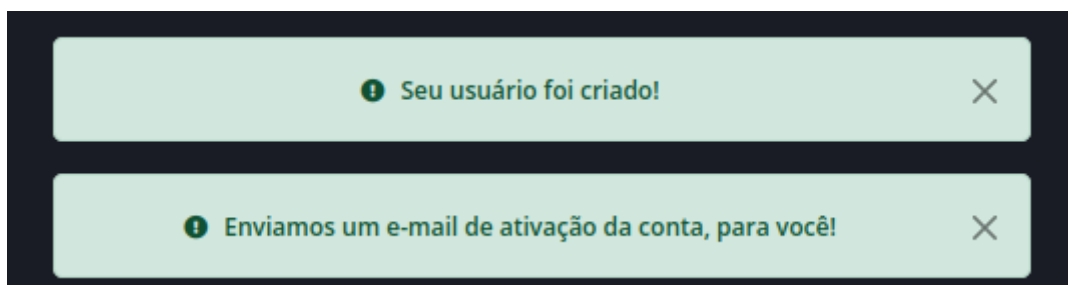 Seu usuário foi criado!
Enviamos um e-mail de ativação da conta, para você!